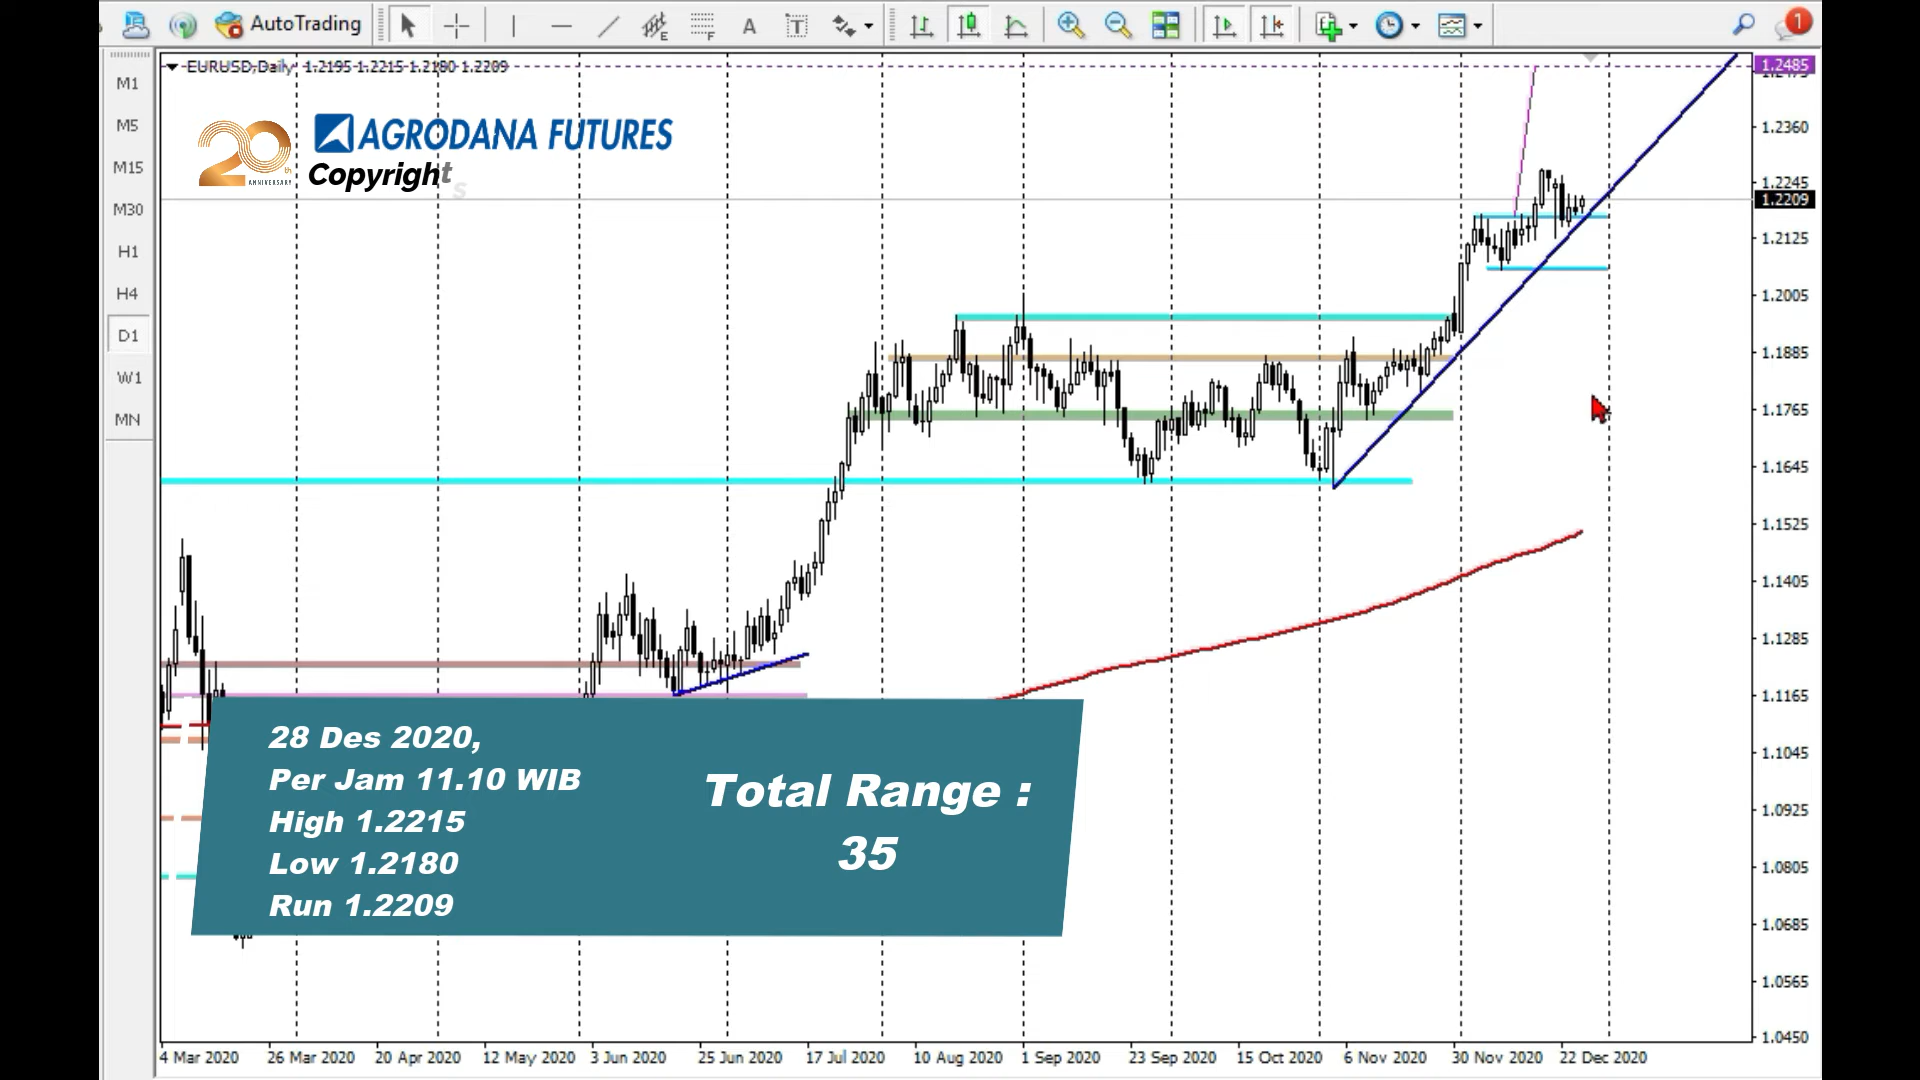 AutoTrading
E
F
A
T
1
M1
M5
M15
M30
H1
H4
D1
W1
MN
EURUSD,Daily 1.2195 1.2215 1.2180 1.2209
20th
ANNIVERSARY
AGRODANA FUTURES
Copyrights
1.2485
1.2360
1.2245
1.2209
1.2125
1.2005
1.1885
1.1765
1.1645
1.1525
1.1405
1.1285
1.1165
1.1045
1.0925
1.0805
1.0685
1.0565
1.0450
28 Des 2020,
Per Jam 11.10 WIB
High 1.2215
Low 1.2180
Run 1.2209
Total Range :
35
4 Mar 2020 26 Mar 2020 20 Apr 2020 12 May 2020 3 Jun 2020 25 Jun 2020 17 Jul 2020 10 Aug 2020 1 Sep 2020 23 Sep 2020 15 Oct 2020 6 Nov 2020 30 Nov 2020 22 Dec 2020